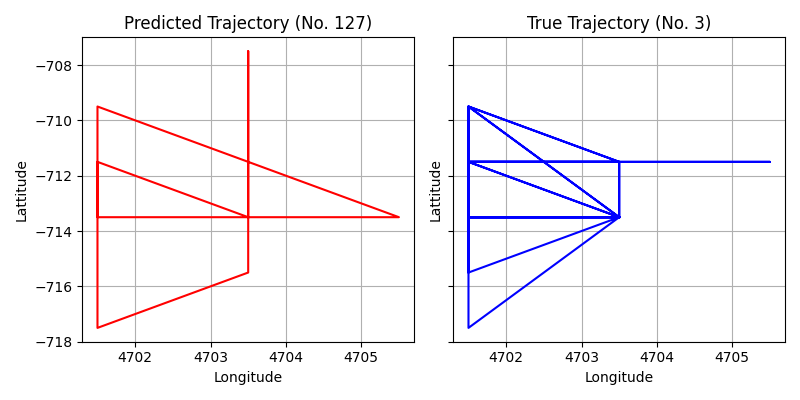 Predicted Trajectory (No. 127)
True Trajectory (No. 3)
Lattitude
−708
−710
−712
−714
−716
−718
4702
4703
4704
4705
Longitude
Lattitude
4702
4703
4704
4705
Longitude